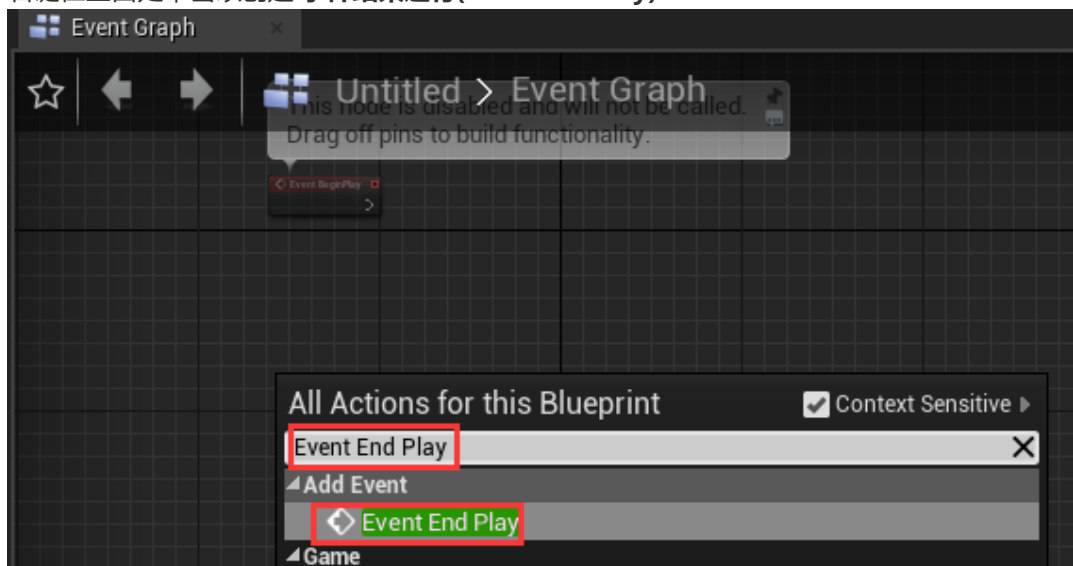 Event Graph
Untitled > Event Graph
This node is disabled and will not be called.
Drag off pins to build functionality.
Event BeginPlay
All Actions for this Blueprint
Context Sensitive
Event End Play
Add Event
Event End Play
Game